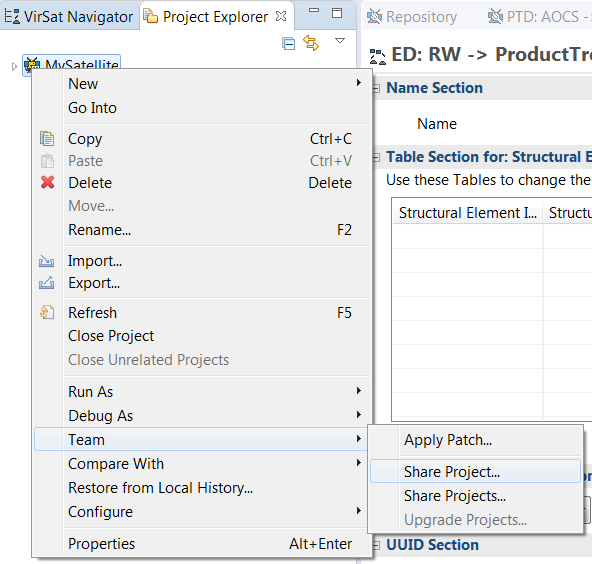 VirSat Navigator
Project Explorer
Repository
PTD: AOCS -
MySatellite
ED: RW -> ProductTre
Name Section
Name
Table Section for: Structural E
Use these Tables to change the
Structural Element I...
Structu
New
Go Into
Copy Ctrl+C
Paste Ctrl+V
Delete Delete
Move...
Rename... F2
Import...
Export...
Refresh F5
Close Project
Close Unrelated Projects
Run As
Debug As
Team
Compare With
Restore from Local History...
Configure
Properties Alt+Enter
Apply Patch...
Share Project...
Share Projects...
Upgrade Projects...
UUID Section